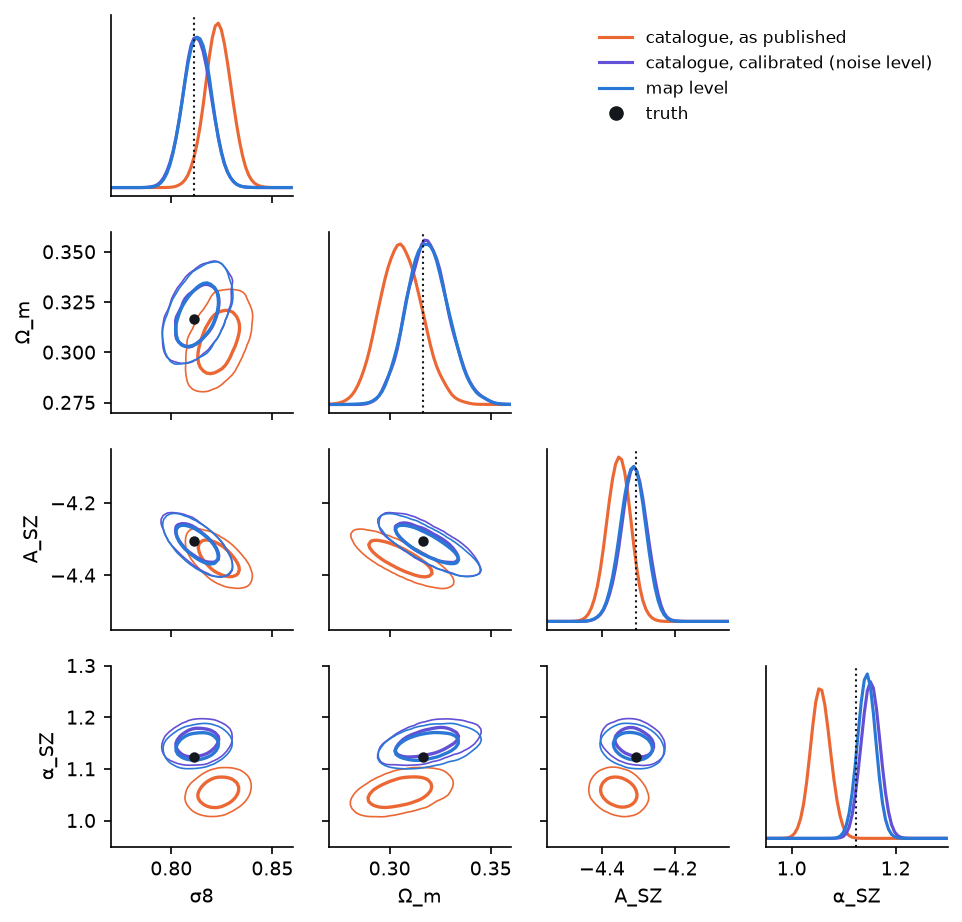 catalogue, as published
catalogue, calibrated (noise level)
map level
truth
0.350
0.325
0.300
0.275
Ω_m
−4.2
−4.4
A_SZ
1.3
1.2
1.1
1.0
α_SZ
0.80 0.85 0.30 0.35 −4.4 −4.2 1.0 1.2
σ8 Ω_m A_SZ α_SZ